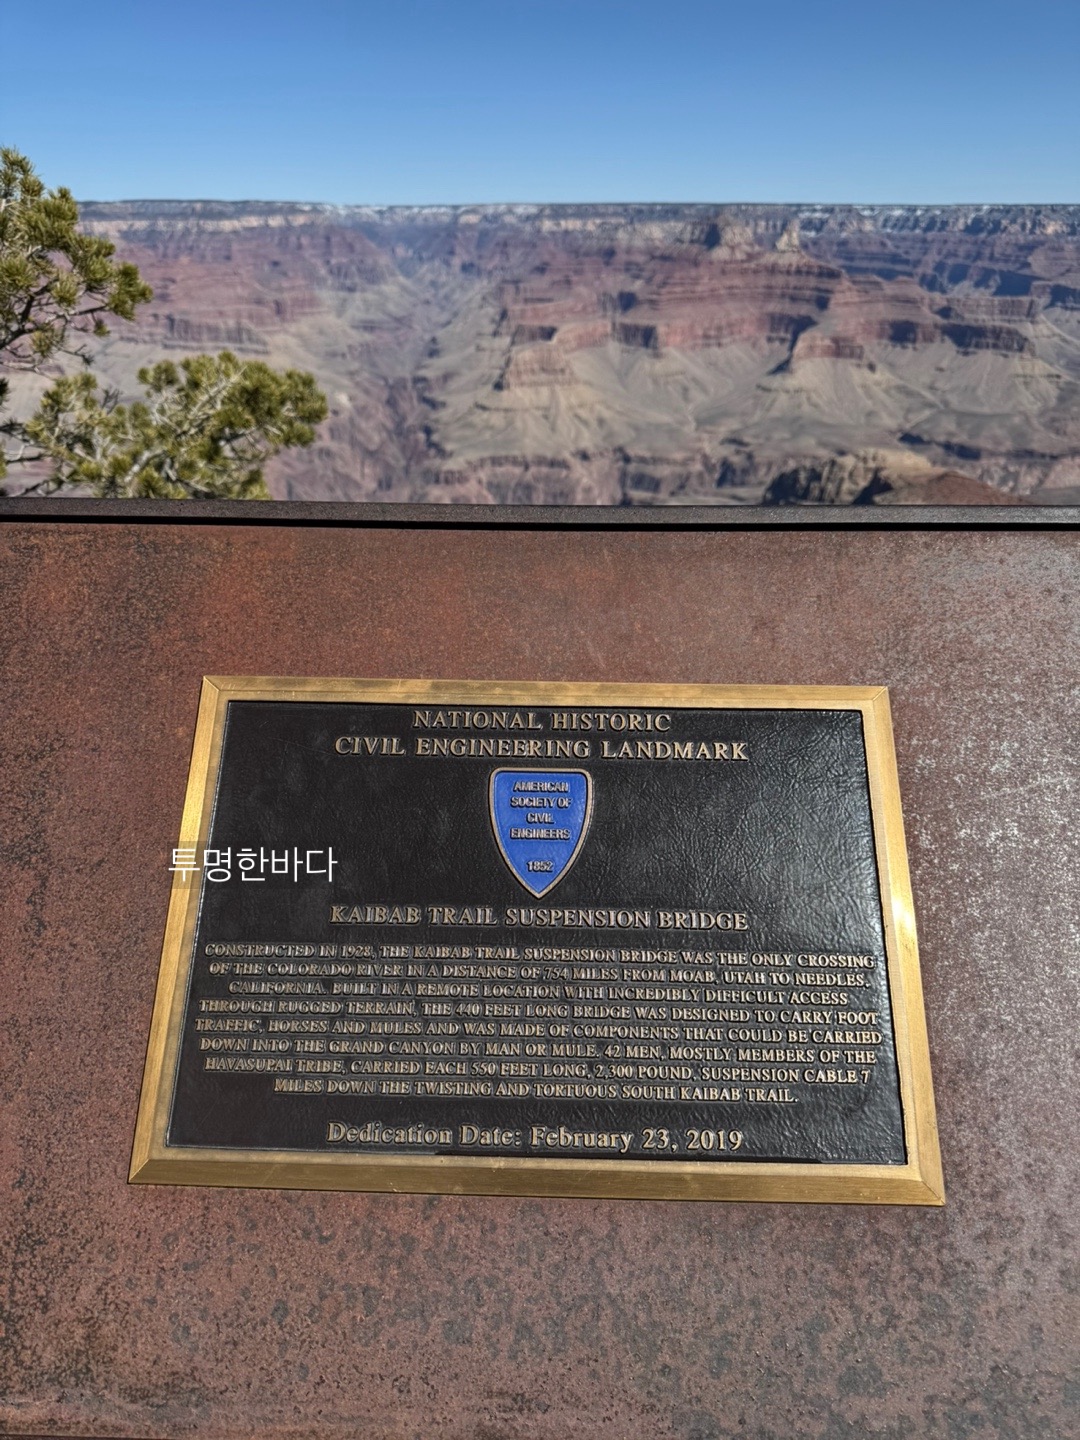 NATIONAL HISTORIC
CIVIL ENGINEERING LANDMARK
AMERICAN
SOCIETY OF
CIVIL
ENGINEERS
1852
투명한바다
KAIBAB TRAIL SUSPENSION BRIDGE
CONSTRUCTED IN 1928, THE KAIBAB TRAIL SUSPENSION BRIDGE WAS THE ONLY CROSSING
OF THE COLORADO RIVER IN A DISTANCE OF 754 MILES FROM MOAB, UTAH TO NEEDLES,
CALIFORNIA. BUILT IN A REMOTE LOCATION WITH INCREDIBLY DIFFICULT ACCESS
THROUGH RUGGED TERRAIN, THE 440 FEET LONG BRIDGE WAS DESIGNED TO CARRY FOOT
TRAFFIC, HORSES AND MULES AND WAS MADE OF COMPONENTS THAT COULD BE CARRIED
DOWN INTO THE GRAND CANYON BY MAN OR MULE. 42 MEN, MOSTLY MEMBERS OF THE
HAVASUPAI TRIBE, CARRIED EACH 550 FEET LONG, 2,300 POUND, SUSPENSION CABLE 7
MILES DOWN THE TWISTING AND TORTUOUS SOUTH KAIBAB TRAIL.
Dedication Date: February 23, 2019